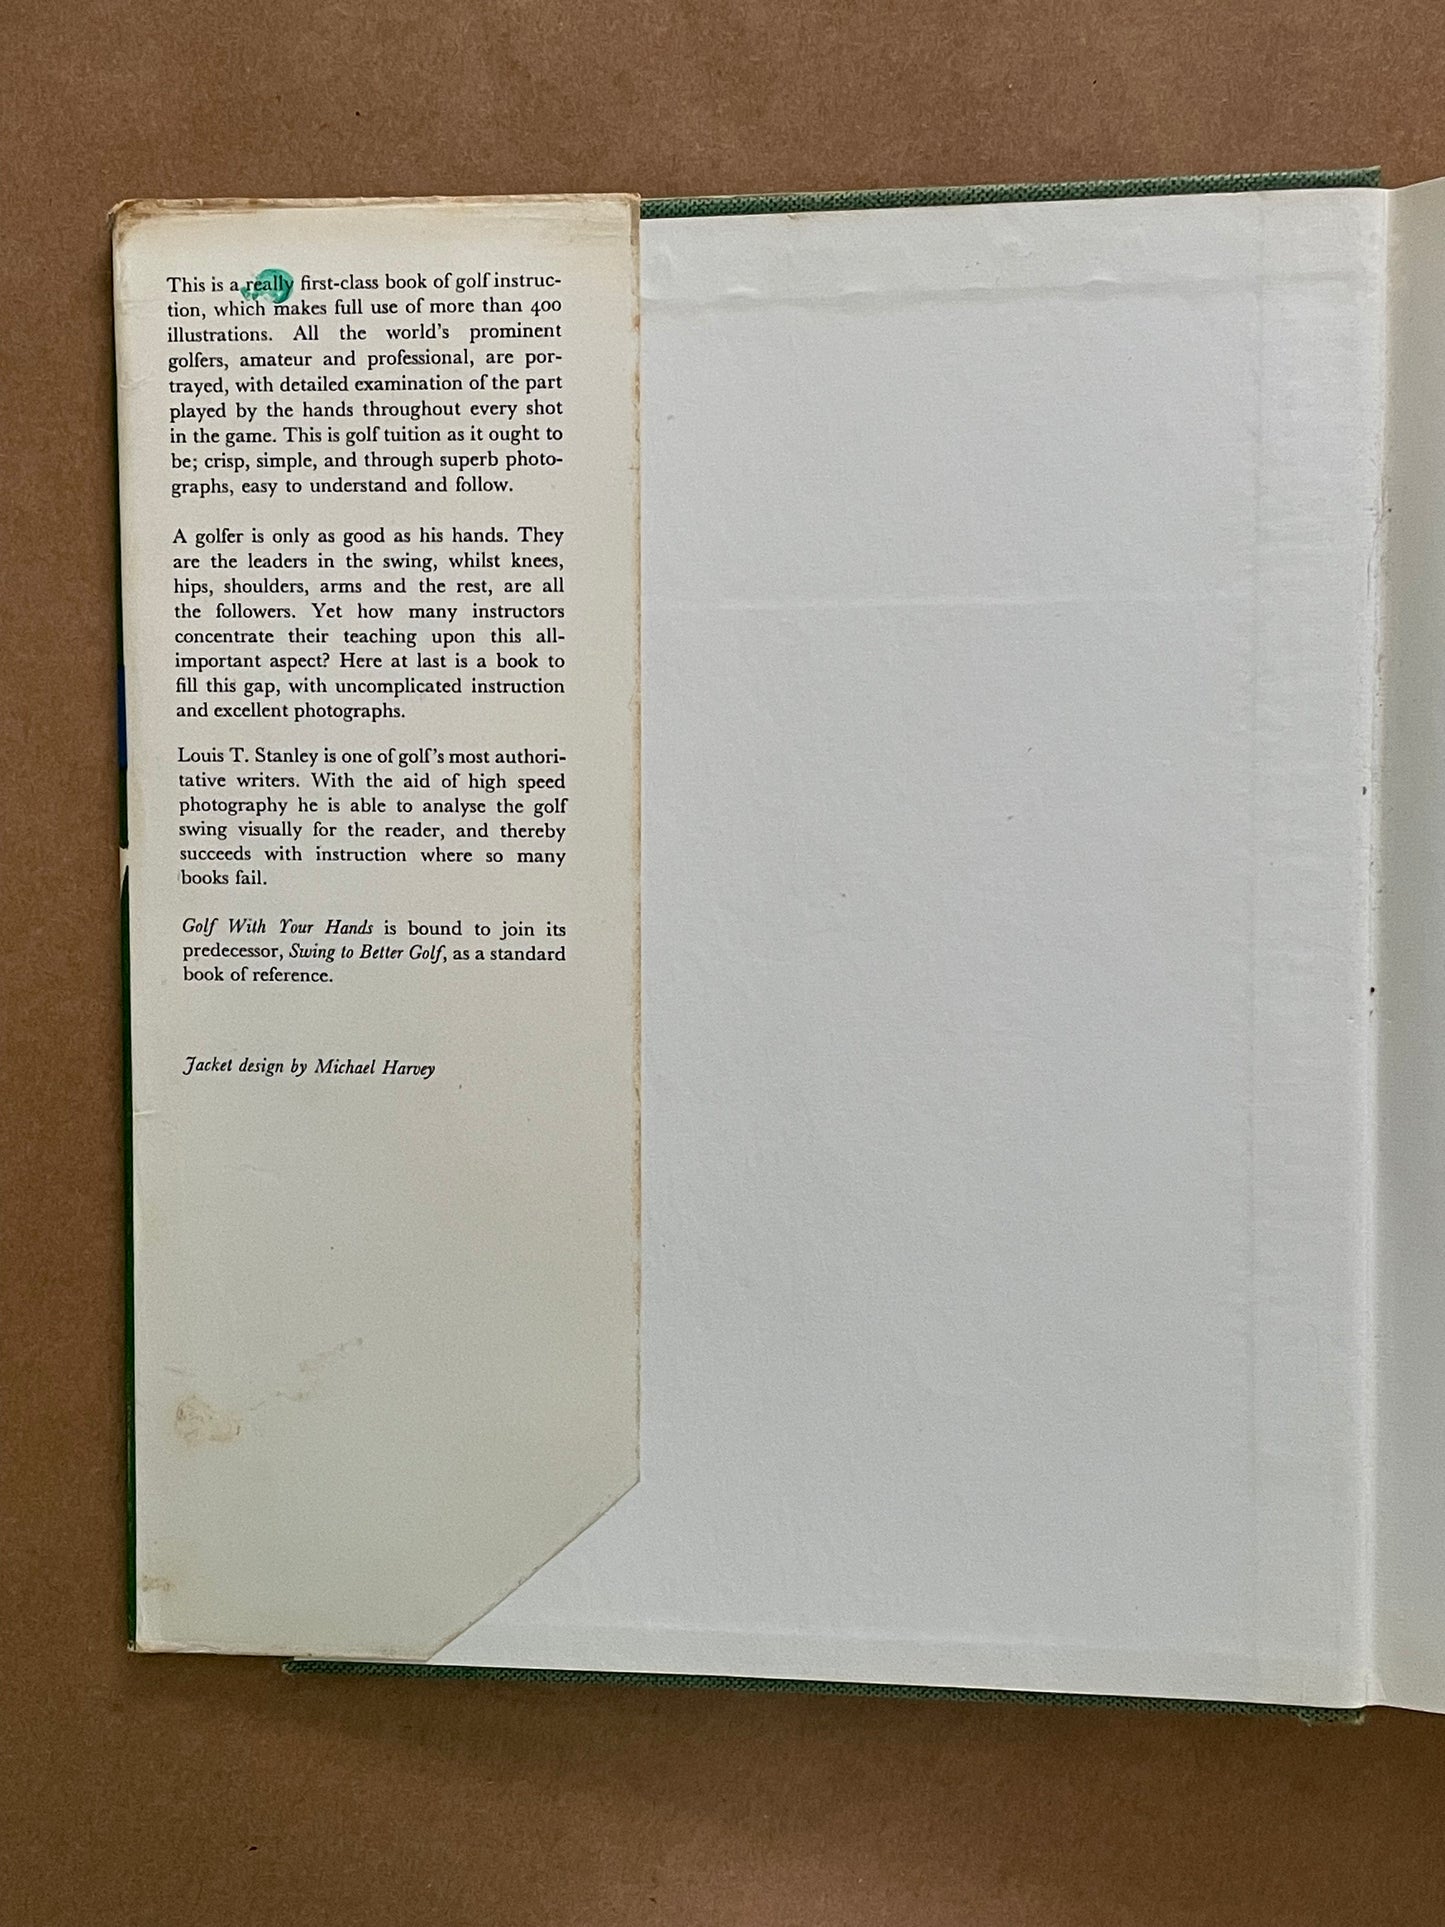 This is a really first-class book of golf instruc-
tion, which makes full use of more than 400
illustrations. All the world's prominent
golfers, amateur and professional, are por-
trayed, with detailed examination of the part
played by the hands throughout every shot
in the game. This is golf tuition as it ought to
be; crisp, simple, and through superb photo-
graphs, easy to understand and follow.
A golfer is only as good as his hands. They
are the leaders in the swing, whilst knees,
hips, shoulders, arms and the rest, are all
the followers. Yet how many instructors
concentrate their teaching upon this all-
important aspect? Here at last is a book to
fill this gap, with uncomplicated instruction
and excellent photographs.
Louis T. Stanley is one of golf's most authori-
tative writers. With the aid of high speed
photography he is able to analyse the golf
swing visually for the reader, and thereby
succeeds with instruction where so many
books fail.
Golf With Your Hands is bound to join its
predecessor, Swing to Better Golf, as a standard
book of reference.
Jacket design by Michael Harvey